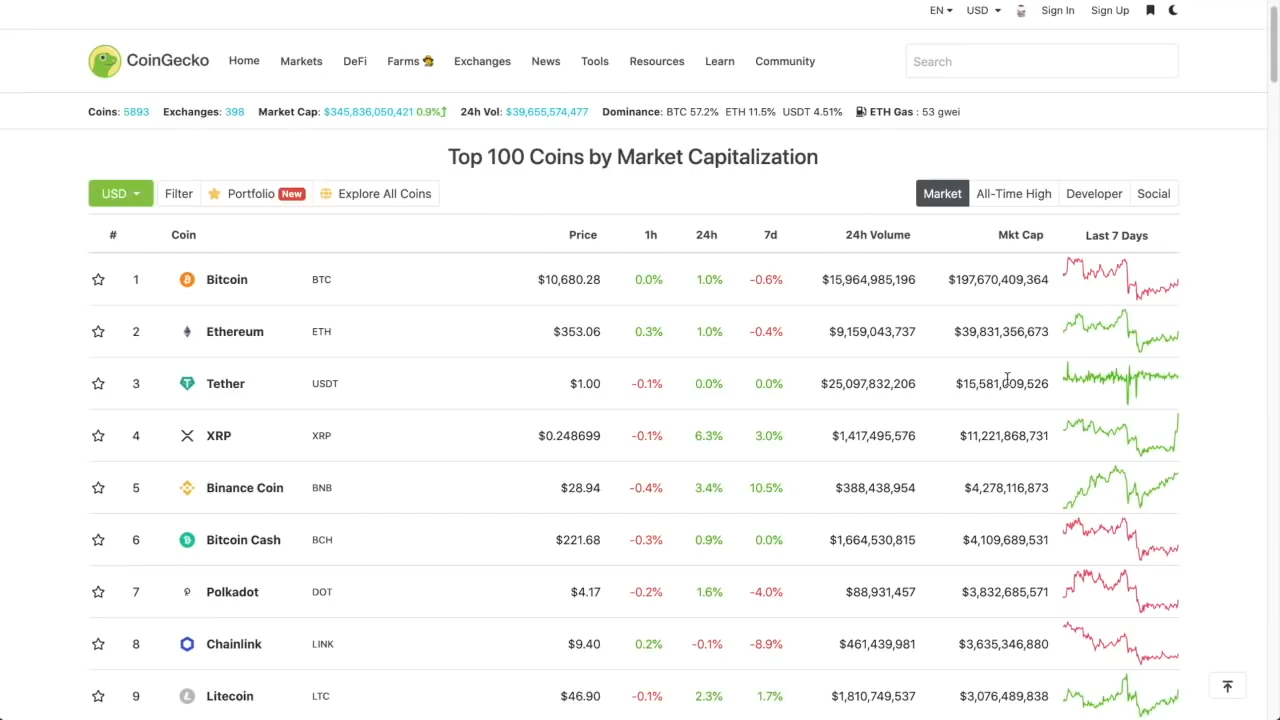 EN USD Sign In Sign Up
CoinGecko Home Markets DeFi Farms Exchanges News Tools Resources Learn Community Search
Coins: 5893 Exchanges: 398 Market Cap: $345,836,050,421 0.9% 24h Vol: $39,655,574,477 Dominance: BTC 57.2% ETH 11.5% USDT 4.51% ETH Gas : 53 gwei
Top 100 Coins by Market Capitalization
USD Filter Portfolio New Explore All Coins Market All-Time High Developer Social
# Coin Price 1h 24h 7d 24h Volume Mkt Cap Last 7 Days
1 Bitcoin BTC $10,680.28 0.0% 1.0% -0.6% $15,964,985,196 $197,670,409,364
2 Ethereum ETH $353.06 0.3% 1.0% -0.4% $9,159,043,737 $39,831,356,673
3 Tether USDT $1.00 -0.1% 0.0% 0.0% $25,097,832,206 $15,581,609,526
4 XRP XRP $0.248699 -0.1% 6.3% 3.0% $1,417,495,576 $11,221,868,731
5 Binance Coin BNB $28.94 -0.4% 3.4% 10.5% $388,438,954 $4,278,116,873
6 Bitcoin Cash BCH $221.68 -0.3% 0.9% 0.0% $1,664,530,815 $4,109,689,531
7 Polkadot DOT $4.17 -0.2% 1.6% -4.0% $88,931,457 $3,832,685,571
8 Chainlink LINK $9.40 0.2% -0.1% -8.9% $461,439,981 $3,635,346,880
9 Litecoin LTC $46.90 -0.1% 2.3% 1.7% $1,810,749,537 $3,076,489,838